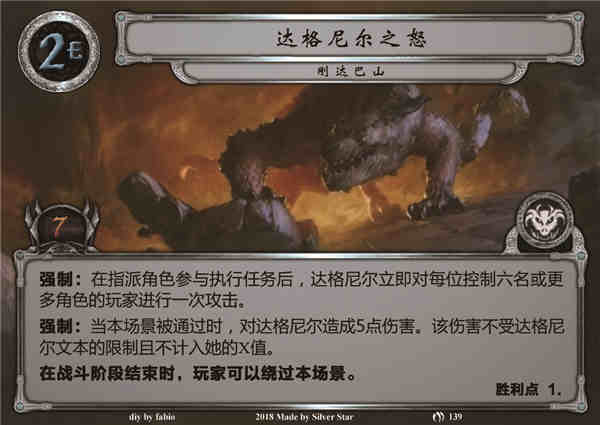 达格尼尔之怒
刚达巴山
2E
7
强制：在指派角色参与执行任务后，达格尼尔立即对每位控制六名或更
多角色的玩家进行一次攻击。
强制：当本场景被通过时，对达格尼尔造成5点伤害。该伤害不受达格尼
尔文本的限制且不计入她的X值。
在战斗阶段结束时，玩家可以绕过本场景。
胜利点 1.
diy by fabio 2018 Made by Silver Star 139